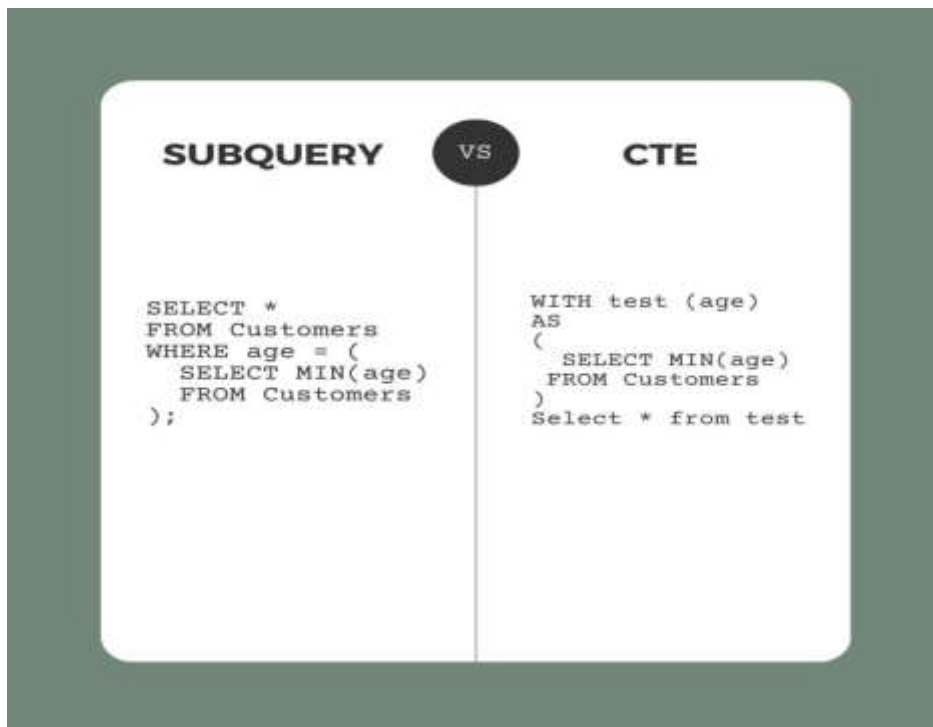 SUBQUERY
VS
CTE
SELECT *
FROM Customers
WHERE age = (
  SELECT MIN(age)
  FROM Customers
);
WITH test (age)
AS
(
  SELECT MIN(age)
 FROM Customers
)
Select * from test